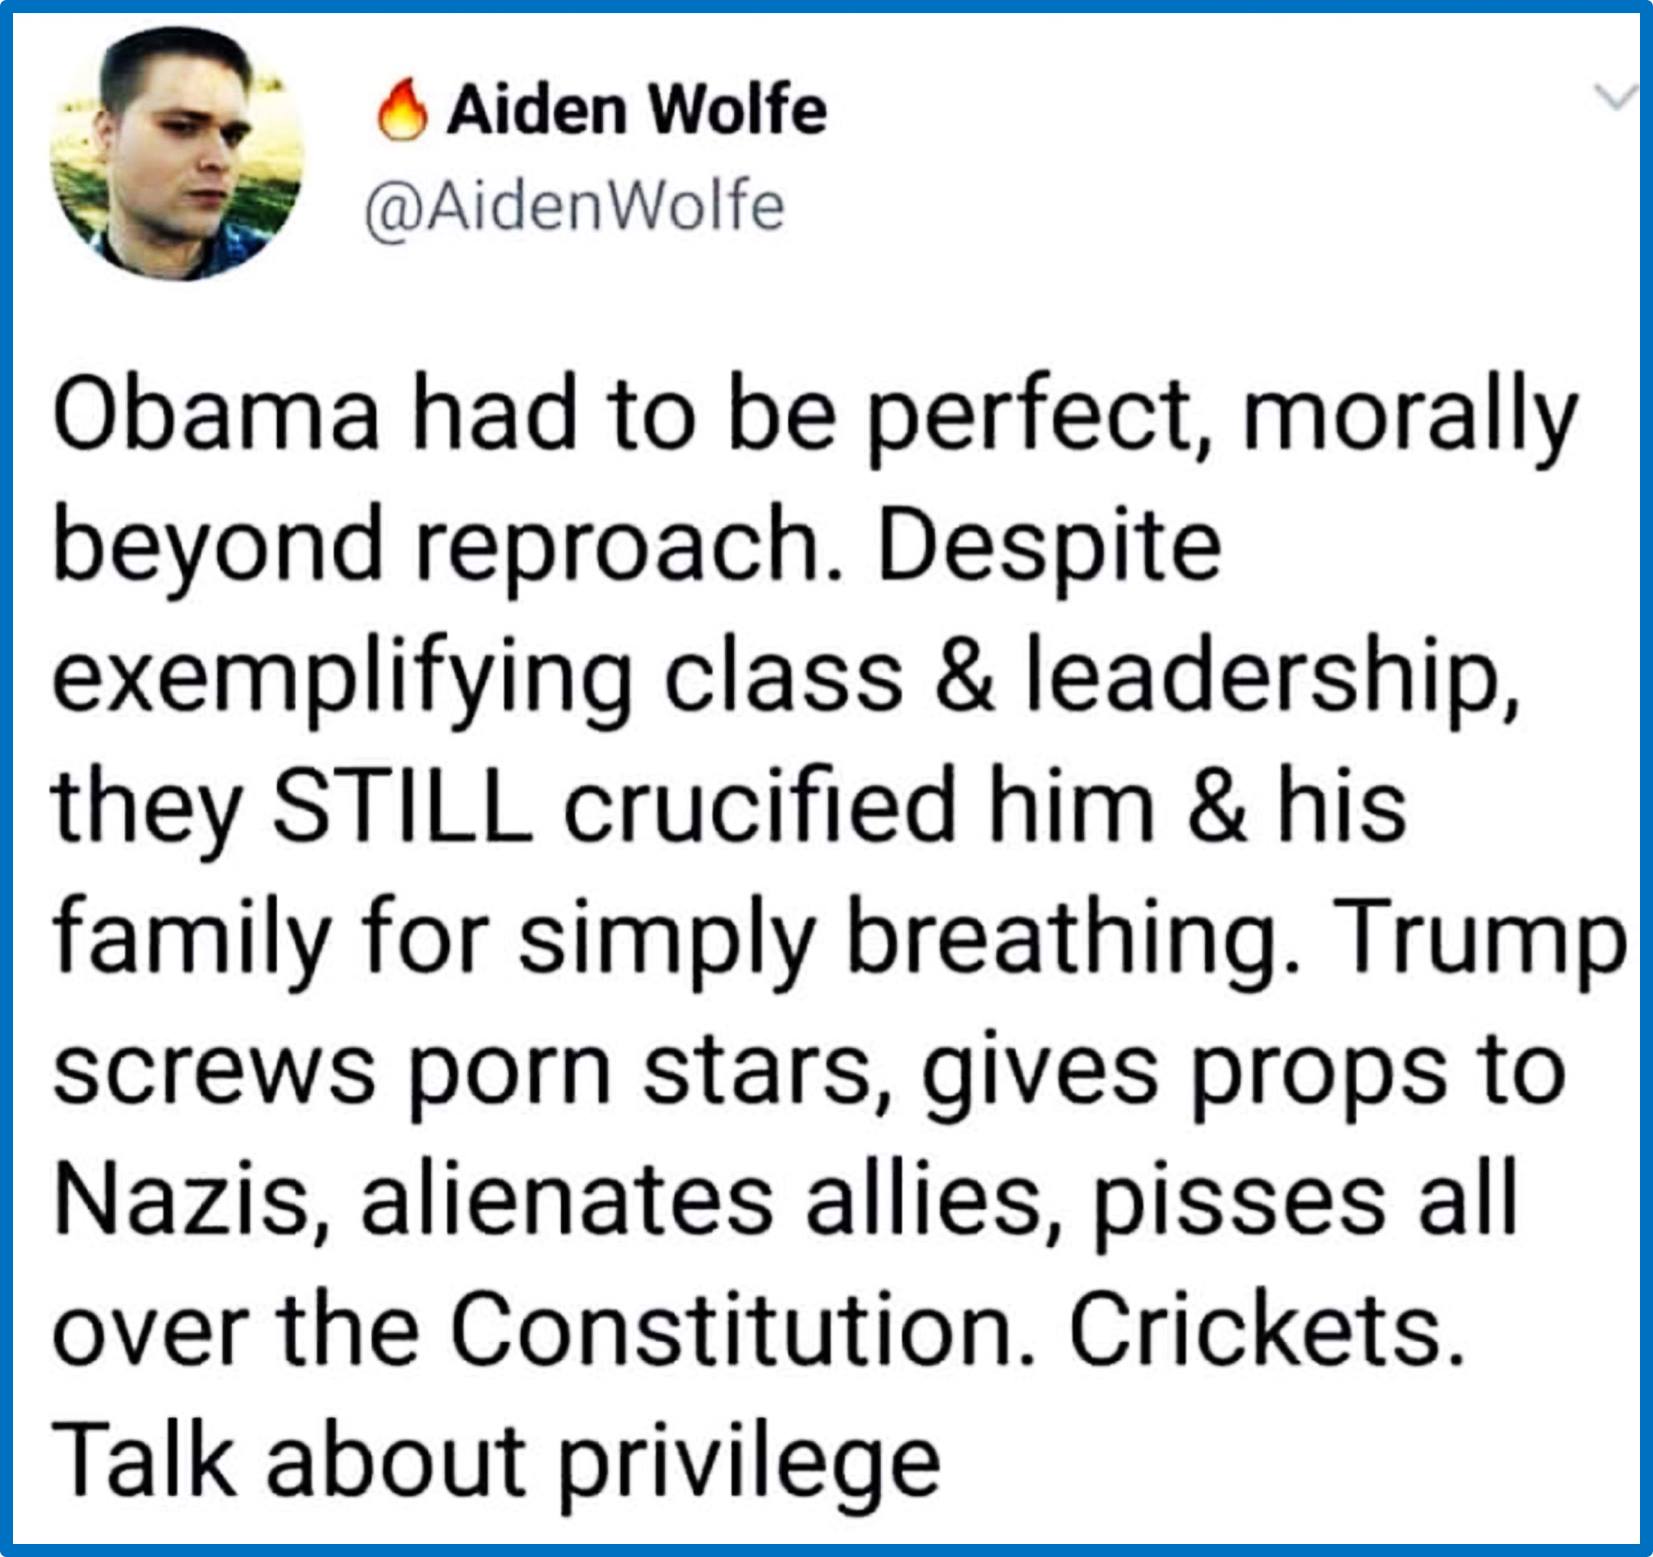 🔥 Aiden Wolfe
@AidenWolfe
Obama had to be perfect, morally
beyond reproach. Despite
exemplifying class & leadership,
they STILL crucified him & his
family for simply breathing. Trump
screws porn stars, gives props to
Nazis, alienates allies, pisses all
over the Constitution. Crickets.
Talk about privilege